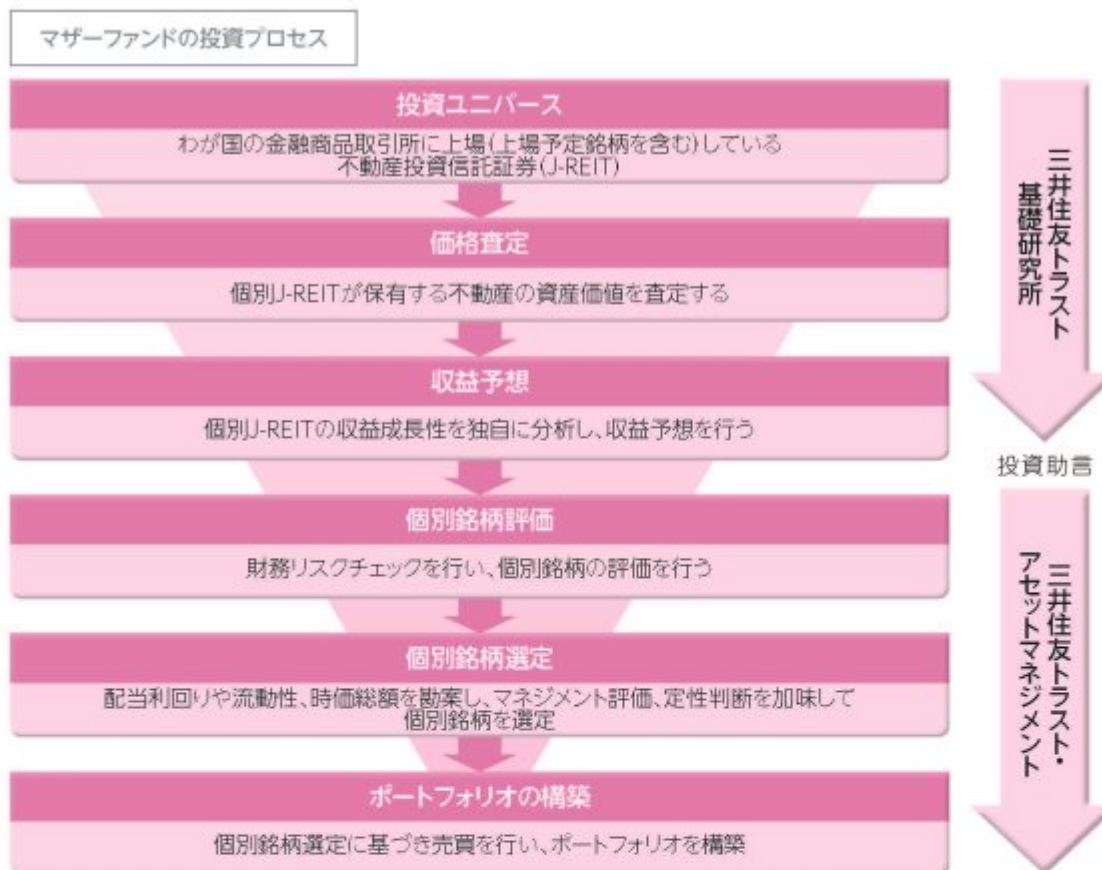 マザーファンドの投資プロセス
投資ユニバース
わが国の金融商品取引所に上場(上場予定銘柄を含む)している
不動産投資信託証券(J-REIT)
価格査定
個別J-REITが保有する不動産の資産価値を査定する
収益予想
個別J-REITの収益成長性を独自に分析し、収益予想を行う
個別銘柄評価
財務リスクチェックを行い、個別銘柄の評価を行う
個別銘柄選定
配当利回りや流動性、時価総額を勘案し、マネジメント評価、定性判断を加味して
個別銘柄を選定
ポートフォリオの構築
個別銘柄選定に基づき売買を行い、ポートフォリオを構築
三井住友トラスト
基礎研究所
投資助言
三井住友トラスト・
アセットマネジメント